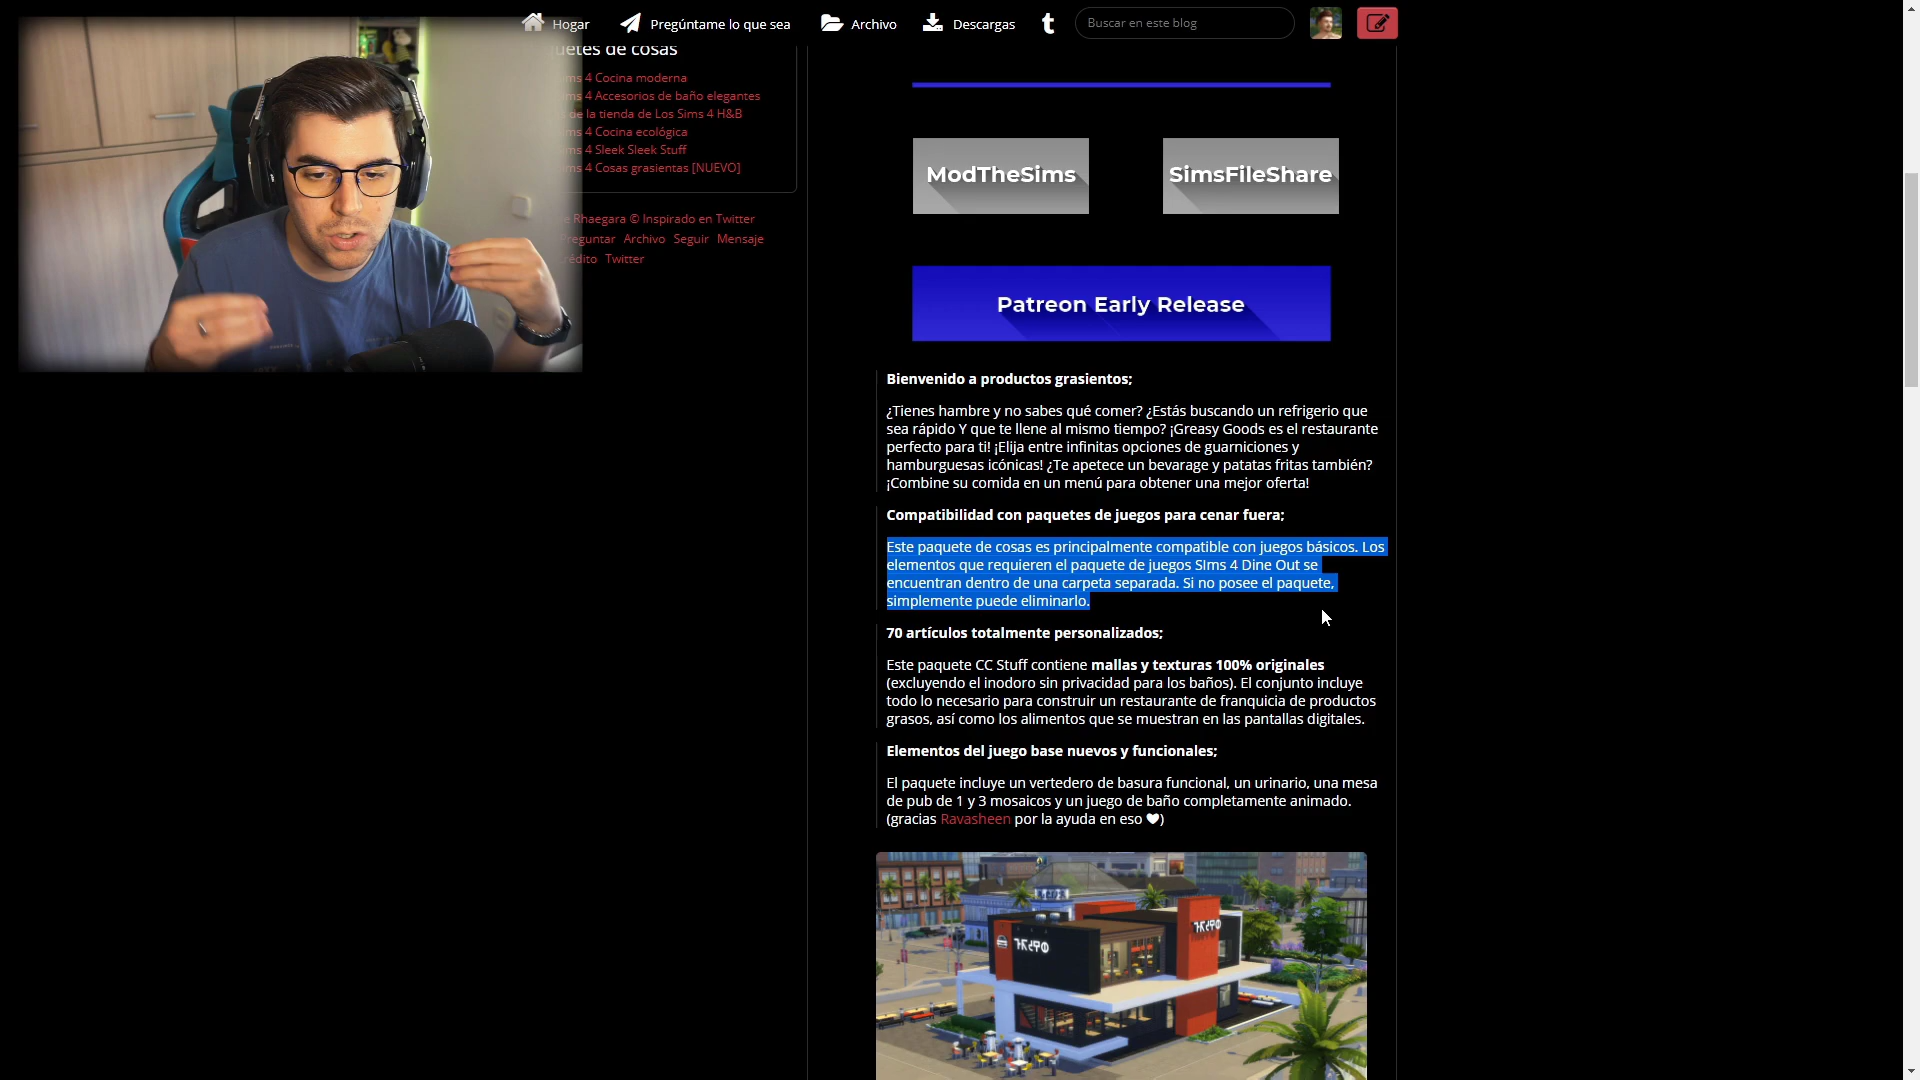 Hogar
Pregúntame lo que sea
Archivo
Descargas
t
Buscar en este blog
uetes de cosas
ms 4 Cocina moderna
ms 4 Accesorios de baño elegantes
de la tienda de Los Sims 4 H&B
ms 4 Cocina ecológica
ms 4 Sleek Sleek Stuff
ms 4 Cosas grasientas [NUEVO]
e Rhaegara © Inspirado en Twitter
reguntar Archivo Seguir Mensaje
rédito Twitter
ModTheSims
SimsFileShare
Patreon Early Release
Bienvenido a productos grasientos;
¿Tienes hambre y no sabes qué comer? ¿Estás buscando un refrigerio que
sea rápido Y que te llene al mismo tiempo? ¡Greasy Goods es el restaurante
perfecto para ti! ¡Elija entre infinitas opciones de guarniciones y
hamburguesas icónicas! ¿Te apetece un bevarage y patatas fritas también?
¡Combine su comida en un menú para obtener una mejor oferta!
Compatibilidad con paquetes de juegos para cenar fuera;
Este paquete de cosas es principalmente compatible con juegos básicos. Los
elementos que requieren el paquete de juegos SIms 4 Dine Out se
encuentran dentro de una carpeta separada. Si no posee el paquete,
simplemente puede eliminarlo.
70 artículos totalmente personalizados;
Este paquete CC Stuff contiene mallas y texturas 100% originales
(excluyendo el inodoro sin privacidad para los baños). El conjunto incluye
todo lo necesario para construir un restaurante de franquicia de productos
grasos, así como los alimentos que se muestran en las pantallas digitales.
Elementos del juego base nuevos y funcionales;
El paquete incluye un vertedero de basura funcional, un urinario, una mesa
de pub de 1 y 3 mosaicos y un juego de baño completamente animado.
(gracias Ravasheen por la ayuda en eso ♥)